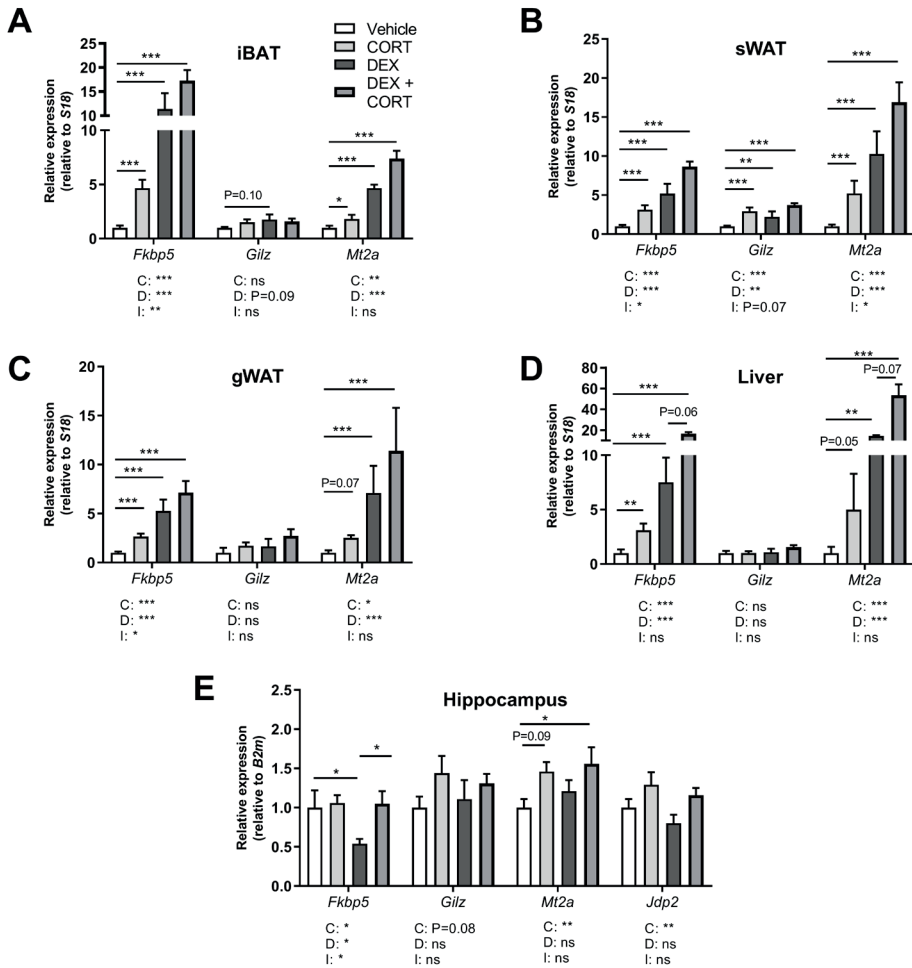 A
iBAT
Vehicle
CORT
DEX
DEX +
CORT
Relative expression
(relative to S18)
25
20
15
10
10
5
0
***
***
***
P=0.10
***
***
*
Fkbp5
Gilz
Mt2a
C: ***
D: ***
I: **
C: ns
D: P=0.09
I: ns
C: **
D: ***
I: ns
B
sWAT
Relative expression
(relative to S18)
25
20
15
10
5
0
***
***
***
***
**
***
***
***
***
Fkbp5
Gilz
Mt2a
C: ***
D: ***
I: *
C: ***
D: **
I: P=0.07
C: ***
D: ***
I: *
C
gWAT
Relative expression
(relative to S18)
20
15
10
5
0
***
***
***
***
***
P=0.07
Fkbp5
Gilz
Mt2a
C: ***
D: ***
I: *
C: ns
D: ns
I: ns
C: *
D: ***
I: ns
D
Liver
Relative expression
(relative to S18)
80
60
40
20
10
5
0
***
P=0.06
***
**
***
P=0.07
**
P=0.05
Fkbp5
Gilz
Mt2a
C: ***
D: ***
I: ns
C: ns
D: ns
I: ns
C: ***
D: ***
I: ns
E
Hippocampus
Relative expression
(relative to B2m)
2.5
2.0
1.5
1.0
0.5
0.0
*
*
*
P=0.09
Fkbp5
Gilz
Mt2a
Jdp2
C: *
D: *
I: *
C: P=0.08
D: ns
I: ns
C: **
D: ns
I: ns
C: **
D: ns
I: ns